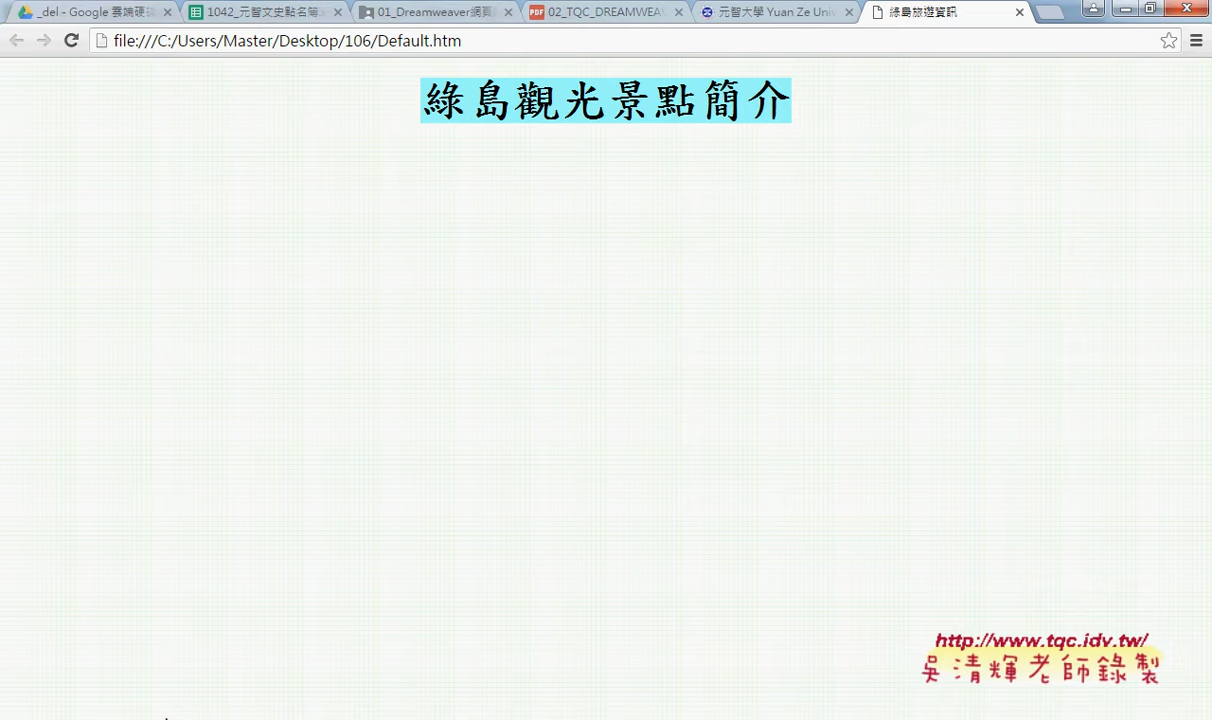 _del - Google 雲端硬碟
1042_元智文史點名簿.x
01_Dreamweaver網頁
02_TQC_DREAMWEAV
元智大學 Yuan Ze Univ
綠島旅遊資訊
file:///C:/Users/Master/Desktop/106/Default.htm
綠島觀光景點簡介
http://www.tqc.idv.tw/
吳清輝老師錄製